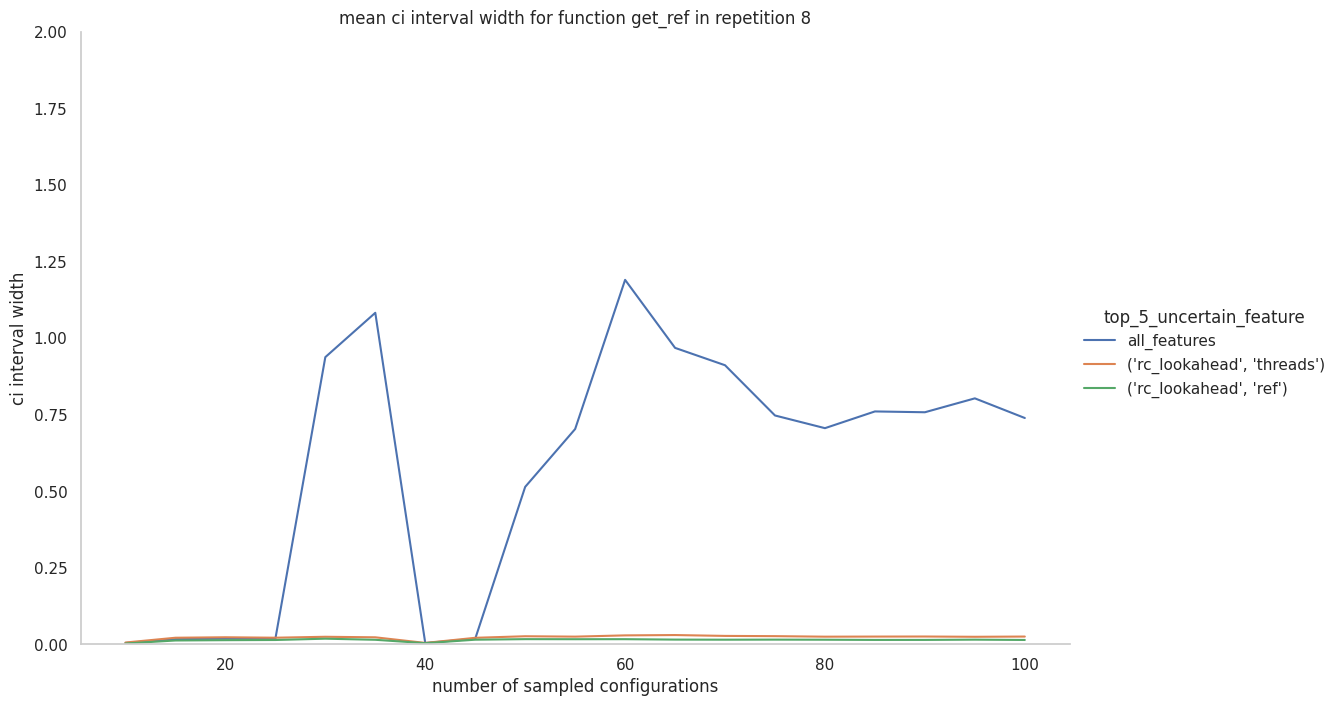 mean ci interval width for function get_ref in repetition 8
2.00
1.75
1.50
1.25
1.00
0.75
0.50
0.25
0.00
ci interval width
20
40
60
80
100
number of sampled configurations
top_5_uncertain_feature
all_features
('rc_lookahead', 'threads')
('rc_lookahead', 'ref')